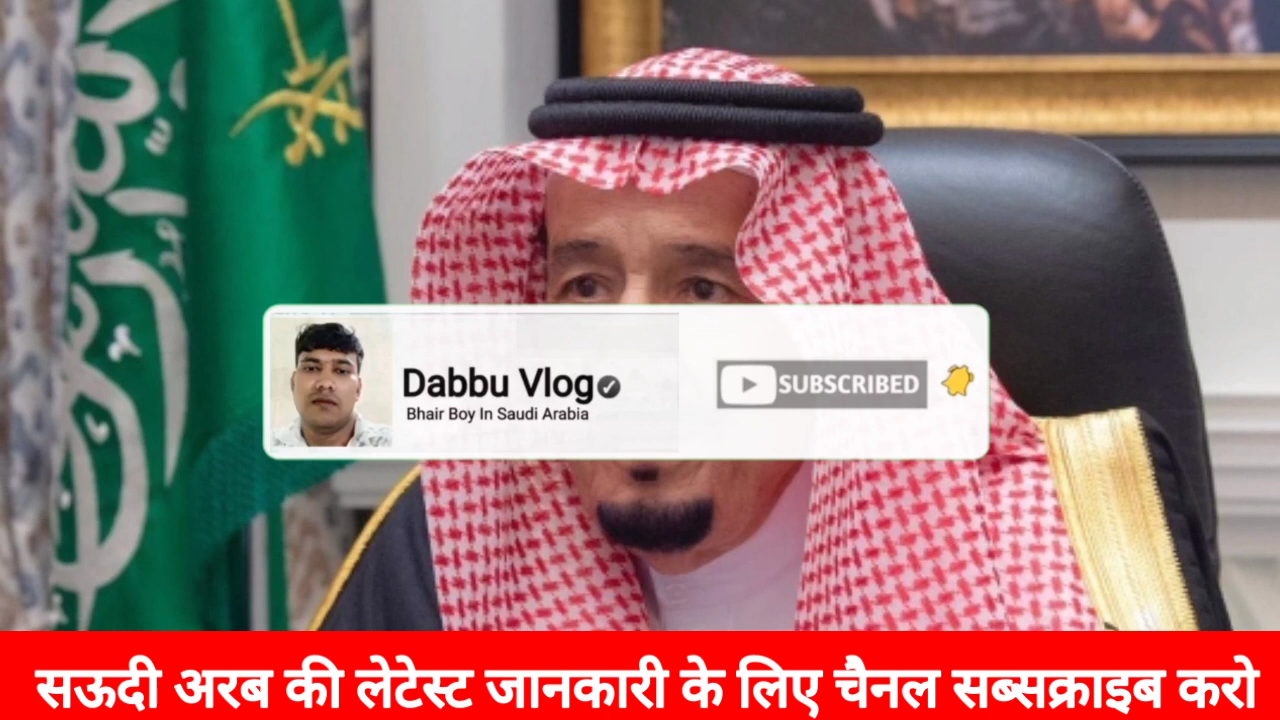 Dabbu Vlog
Bhair Boy In Saudi Arabia
SUBSCRIBED
सऊदी अरब की लेटेस्ट जानकारी के लिए चैनल सब्सक्राइब करो